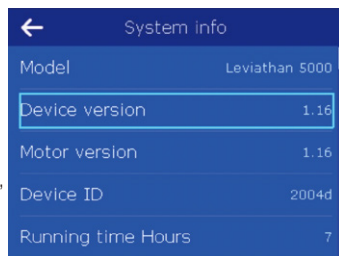 System info
Model Leviathan 5000
Device version 1.16
Motor version 1.16
Device ID 2004d
Running time Hours 7